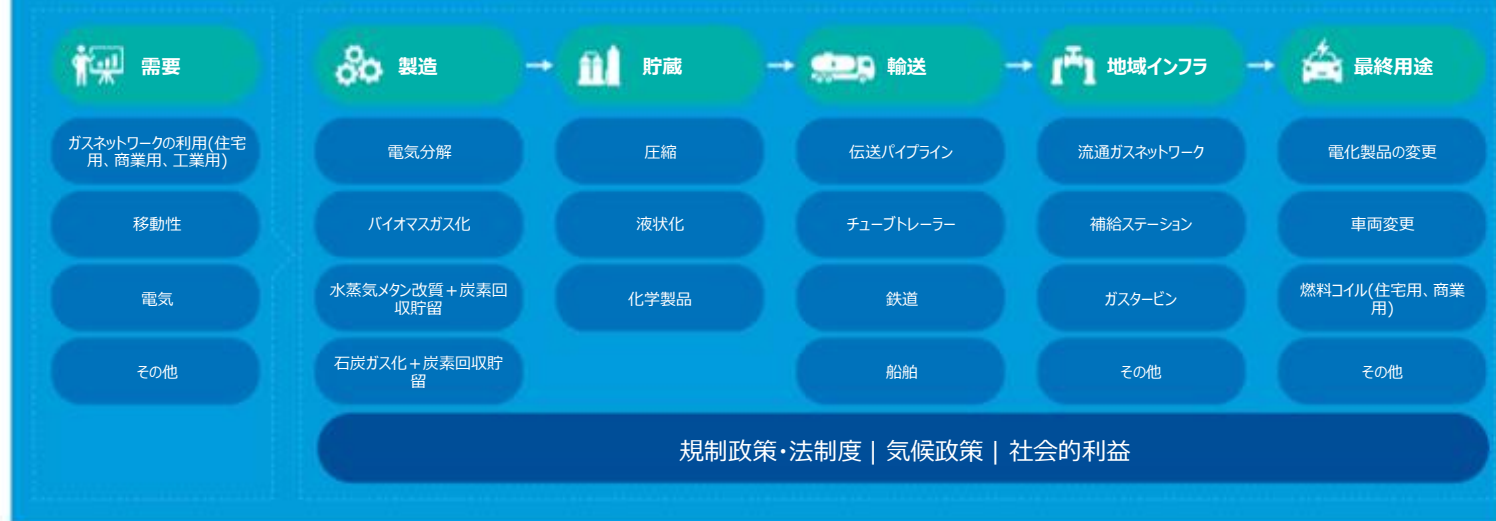 需要
ガスネットワークの利用(住宅
用、商業用、工業用)
移動性
電気
その他
製造
電気分解
バイオマスガス化
水蒸気メタン改質+炭素回
収貯留
石炭ガス化+炭素回収貯
留
貯蔵
圧縮
液状化
化学製品
輸送
伝送パイプライン
チューブトレーラー
鉄道
船舶
地域インフラ
流通ガスネットワーク
補給ステーション
ガスタービン
その他
最終用途
電化製品の変更
車両変更
燃料コイル(住宅用、商業
用)
その他
規制政策・法制度 | 気候政策 | 社会的利益